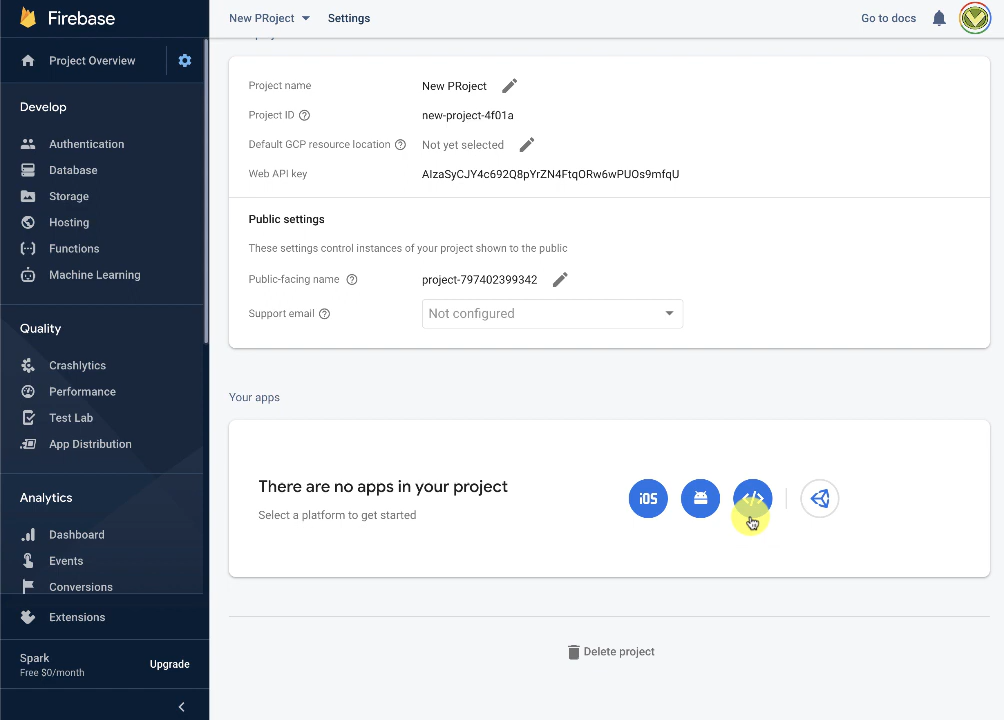 Firebase
New PRoject
Settings
Go to docs
Project Overview
Develop
Authentication
Database
Storage
Hosting
Functions
Machine Learning
Quality
Crashlytics
Performance
Test Lab
App Distribution
Analytics
Dashboard
Events
Conversions
Extensions
Spark
Free $0/month
Upgrade
Project name New PRoject
Project ID new-project-4f01a
Default GCP resource location Not yet selected
Web API key AIzaSyCJY4c692Q8pYrZN4FtqORw6wPUOs9mfqU
Public settings
These settings control instances of your project shown to the public
Public-facing name project-797402399342
Support email Not configured
Your apps
There are no apps in your project
Select a platform to get started
iOS
Delete project